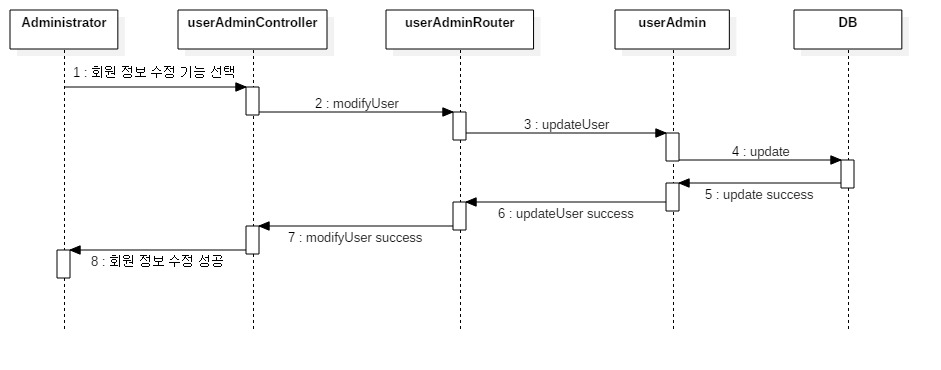 Administrator
userAdminController
userAdminRouter
userAdmin
DB
1 : 회원 정보 수정 기능 선택
2 : modifyUser
3 : updateUser
4 : update
5 : update success
6 : updateUser success
7 : modifyUser success
8 : 회원 정보 수정 성공